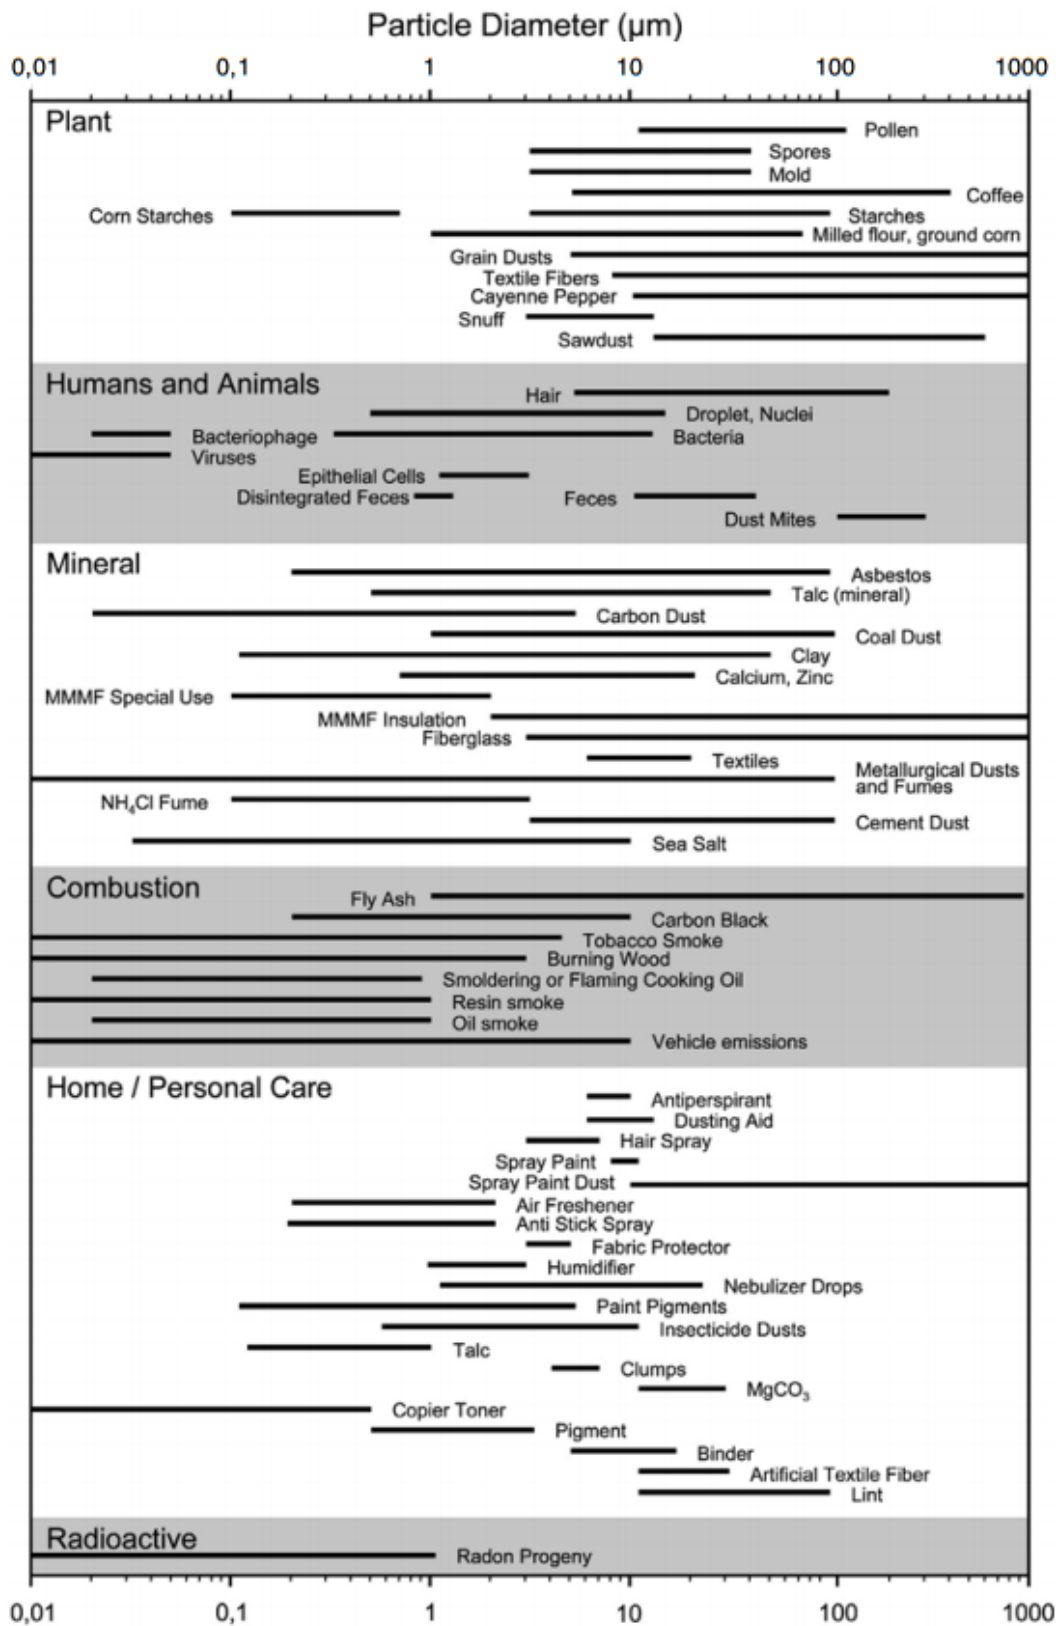 Particle Diameter (µm)
0,01 0,1 1 10 100 1000
Plant
Pollen
Spores
Mold
Coffee
Corn Starches Starches
Milled flour, ground corn
Grain Dusts
Textile Fibers
Cayenne Pepper
Snuff
Sawdust
Humans and Animals
Hair
Droplet, Nuclei
Bacteriophage Bacteria
Viruses
Epithelial Cells
Disintegrated Feces Feces
Dust Mites
Mineral
Asbestos
Talc (mineral)
Carbon Dust
Coal Dust
Clay
Calcium, Zinc
MMMF Special Use
MMMF Insulation
Fiberglass
Textiles
Metallurgical Dusts
and Fumes
NH₄Cl Fume
Cement Dust
Sea Salt
Combustion
Fly Ash
Carbon Black
Tobacco Smoke
Burning Wood
Smoldering or Flaming Cooking Oil
Resin smoke
Oil smoke
Vehicle emissions
Home / Personal Care
Antiperspirant
Dusting Aid
Hair Spray
Spray Paint
Spray Paint Dust
Air Freshener
Anti Stick Spray
Fabric Protector
Humidifier
Nebulizer Drops
Paint Pigments
Insecticide Dusts
Talc
Clumps
MgCO₃
Copier Toner
Pigment
Binder
Artificial Textile Fiber
Lint
Radioactive
Radon Progeny
0,01 0,1 1 10 100 1000